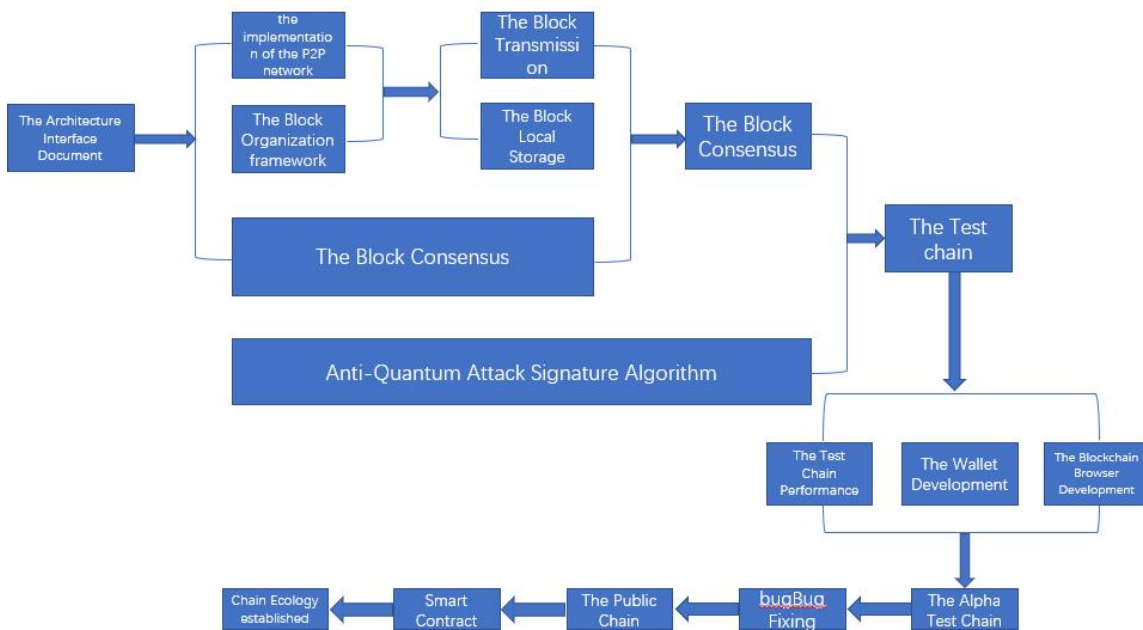 the
implementatio
n of the P2P
network
The Block
Transmissi
on
The Architecture
Interface
Document
The Block
Organization
framework
The Block
Local
Storage
The Block
Consensus
The Block Consensus
The Test
chain
Anti-Quantum Attack Signature Algorithm
The Test
Chain
Performance
The Wallet
Development
The Blockchain
Browser
Development
Chain Ecology
established
Smart
Contract
The Public
Chain
bugBug
Fixing
The Alpha
Test Chain